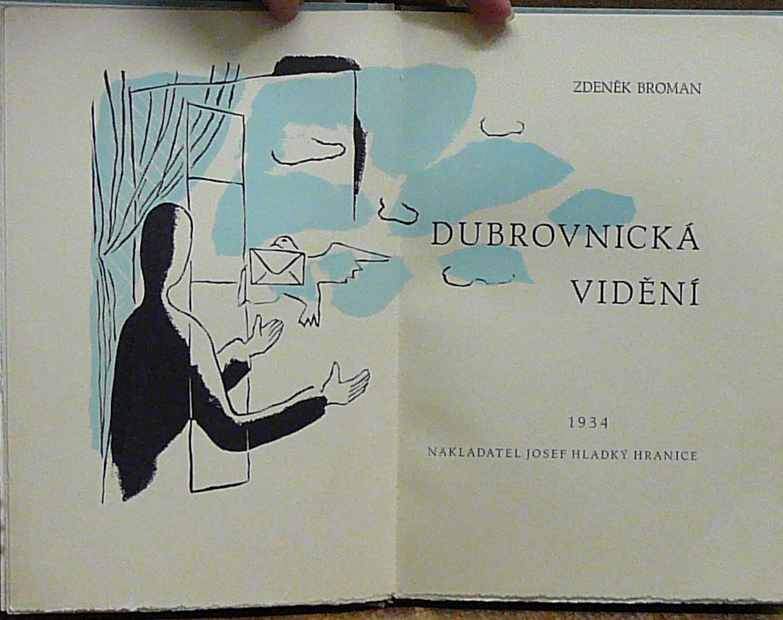 ZDENĚK BROMAN
DUBROVNICKÁ
VIDĚNÍ
1934
NAKLADATEL JOSEF HLADKÝ HRANICE